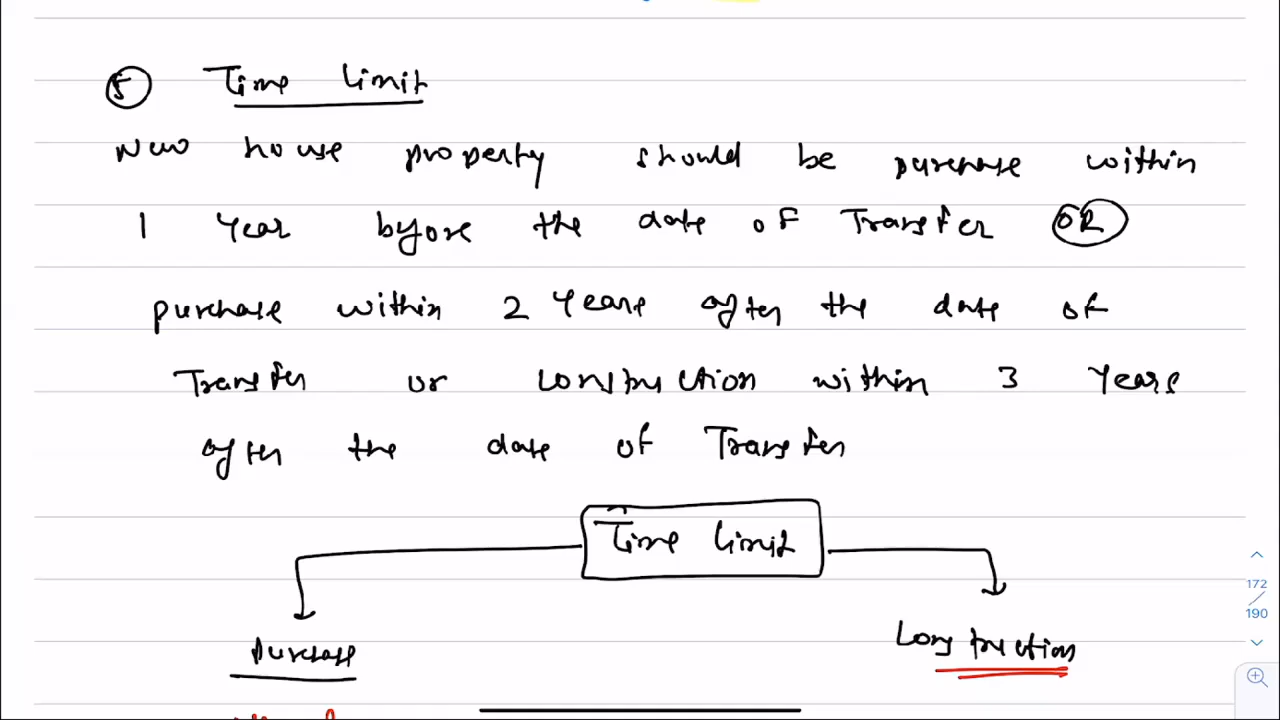 5 Time limit
New house property should be purchase within
1 Year before the date of Transfer OR
purchase within 2 Years after the date of
Transfer or Construction within 3 Years
after the date of Transfer
Time limit
Purchase
Construction
172
190